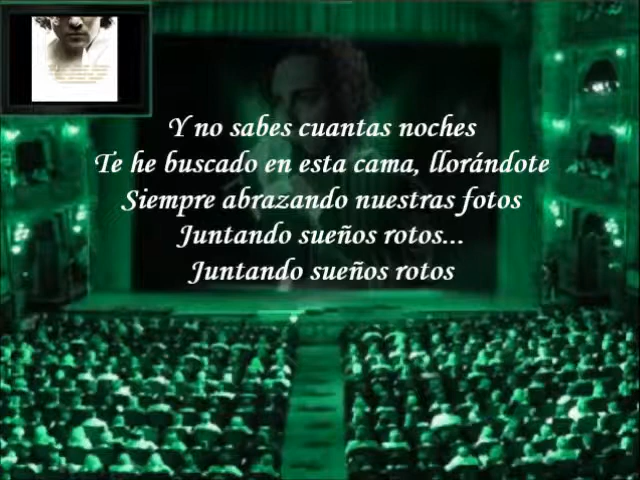 Y no sabes cuantas noches
Te he buscado en esta cama, llorándote
Siempre abrazando nuestras fotos
Juntando sueños rotos...
Juntando sueños rotos